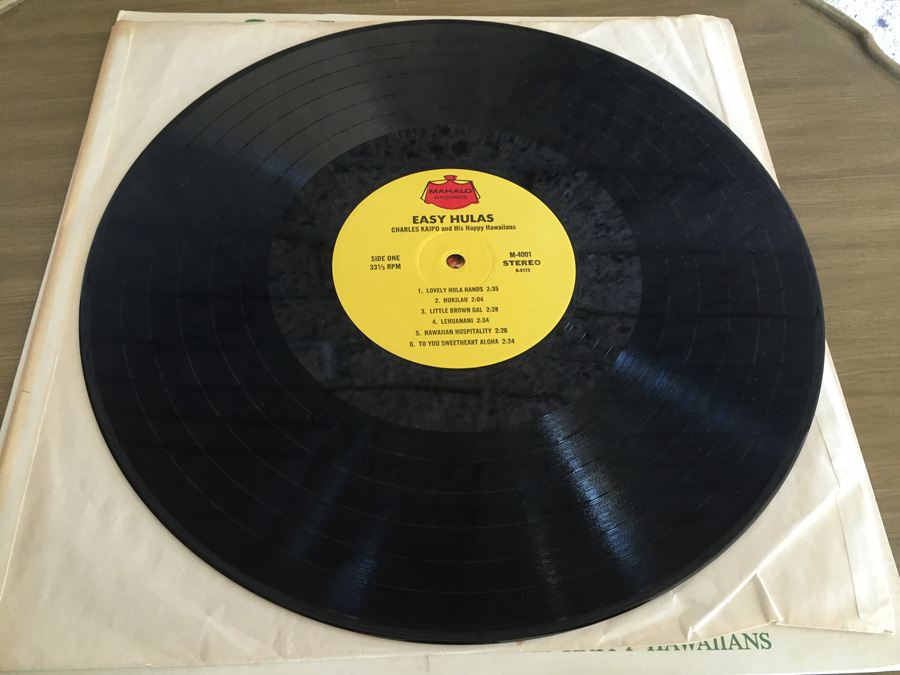 MAHALO
RECORDS
EASY HULAS
CHARLES KAIPO and His Happy Hawaiians
SIDE ONE
33⅓ RPM
M-4001
STEREO
1. LOVELY HULA HANDS 2:35
2. HUKILAU 2:04
3. LITTLE BROWN GAL 2:28
4. LEHUANANI 2:34
5. HAWAIIAN HOSPITALITY 2:26
6. TO YOU SWEETHEART ALOHA 2:24
HAWAIIANS